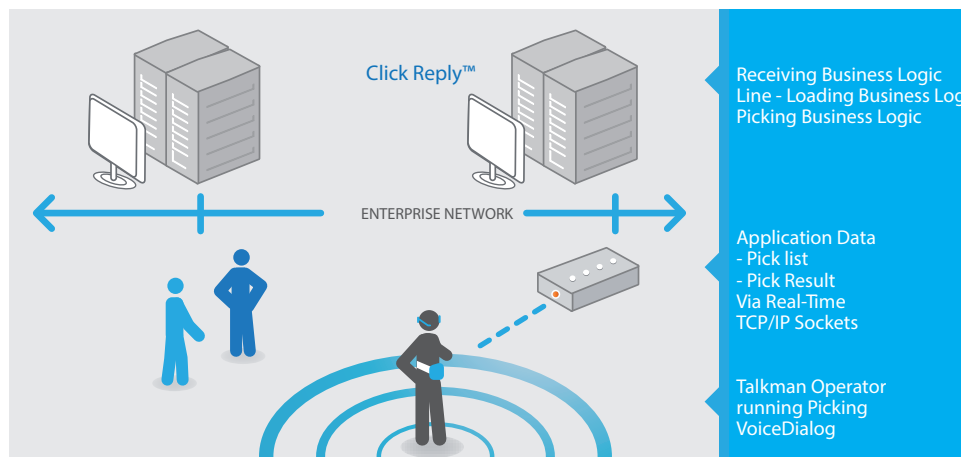 Click Reply™
Receiving Business Logic
Line - Loading Business
Picking Business Logic
ENTERPRISE NETWORK
Application Data
- Pick list
- Pick Result
Via Real-Time
TCP/IP Sockets
Talkman Operator
running Picking
VoiceDialog